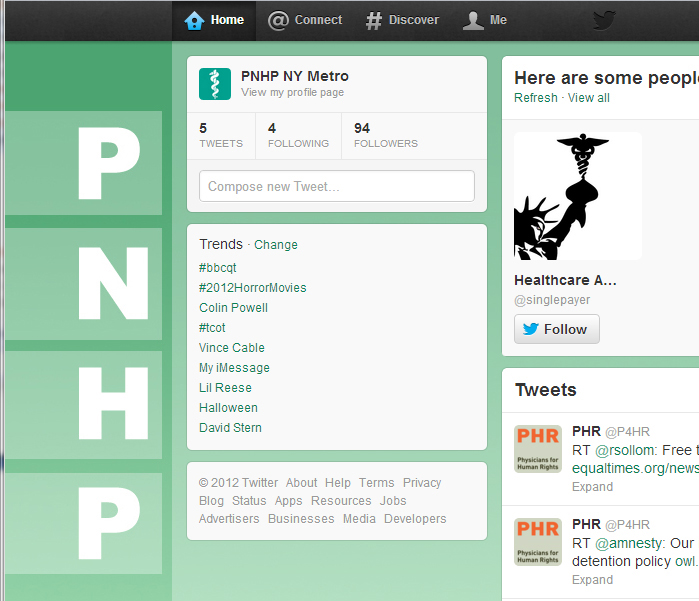 Home
Connect
Discover
Me
P
N
H
P
PNHP NY Metro
View my profile page
5
TWEETS
4
FOLLOWING
94
FOLLOWERS
Compose new Tweet...
Trends · Change
#bbcqt
#2012HorrorMovies
Colin Powell
#tcot
Vince Cable
My iMessage
Lil Reese
Halloween
David Stern
© 2012 Twitter About Help Terms Privacy
Blog Status Apps Resources Jobs
Advertisers Businesses Media Developers
Here are some people
Refresh · View all
Healthcare A...
@singlepayer
Follow
Tweets
PHR
Physicians for
Human Rights
PHR @P4HR
RT @rsollom: Free t
equaltimes.org/news
Expand
PHR
Physicians for
Human Rights
PHR @P4HR
RT @amnesty: Our
detention policy owl.
Expand